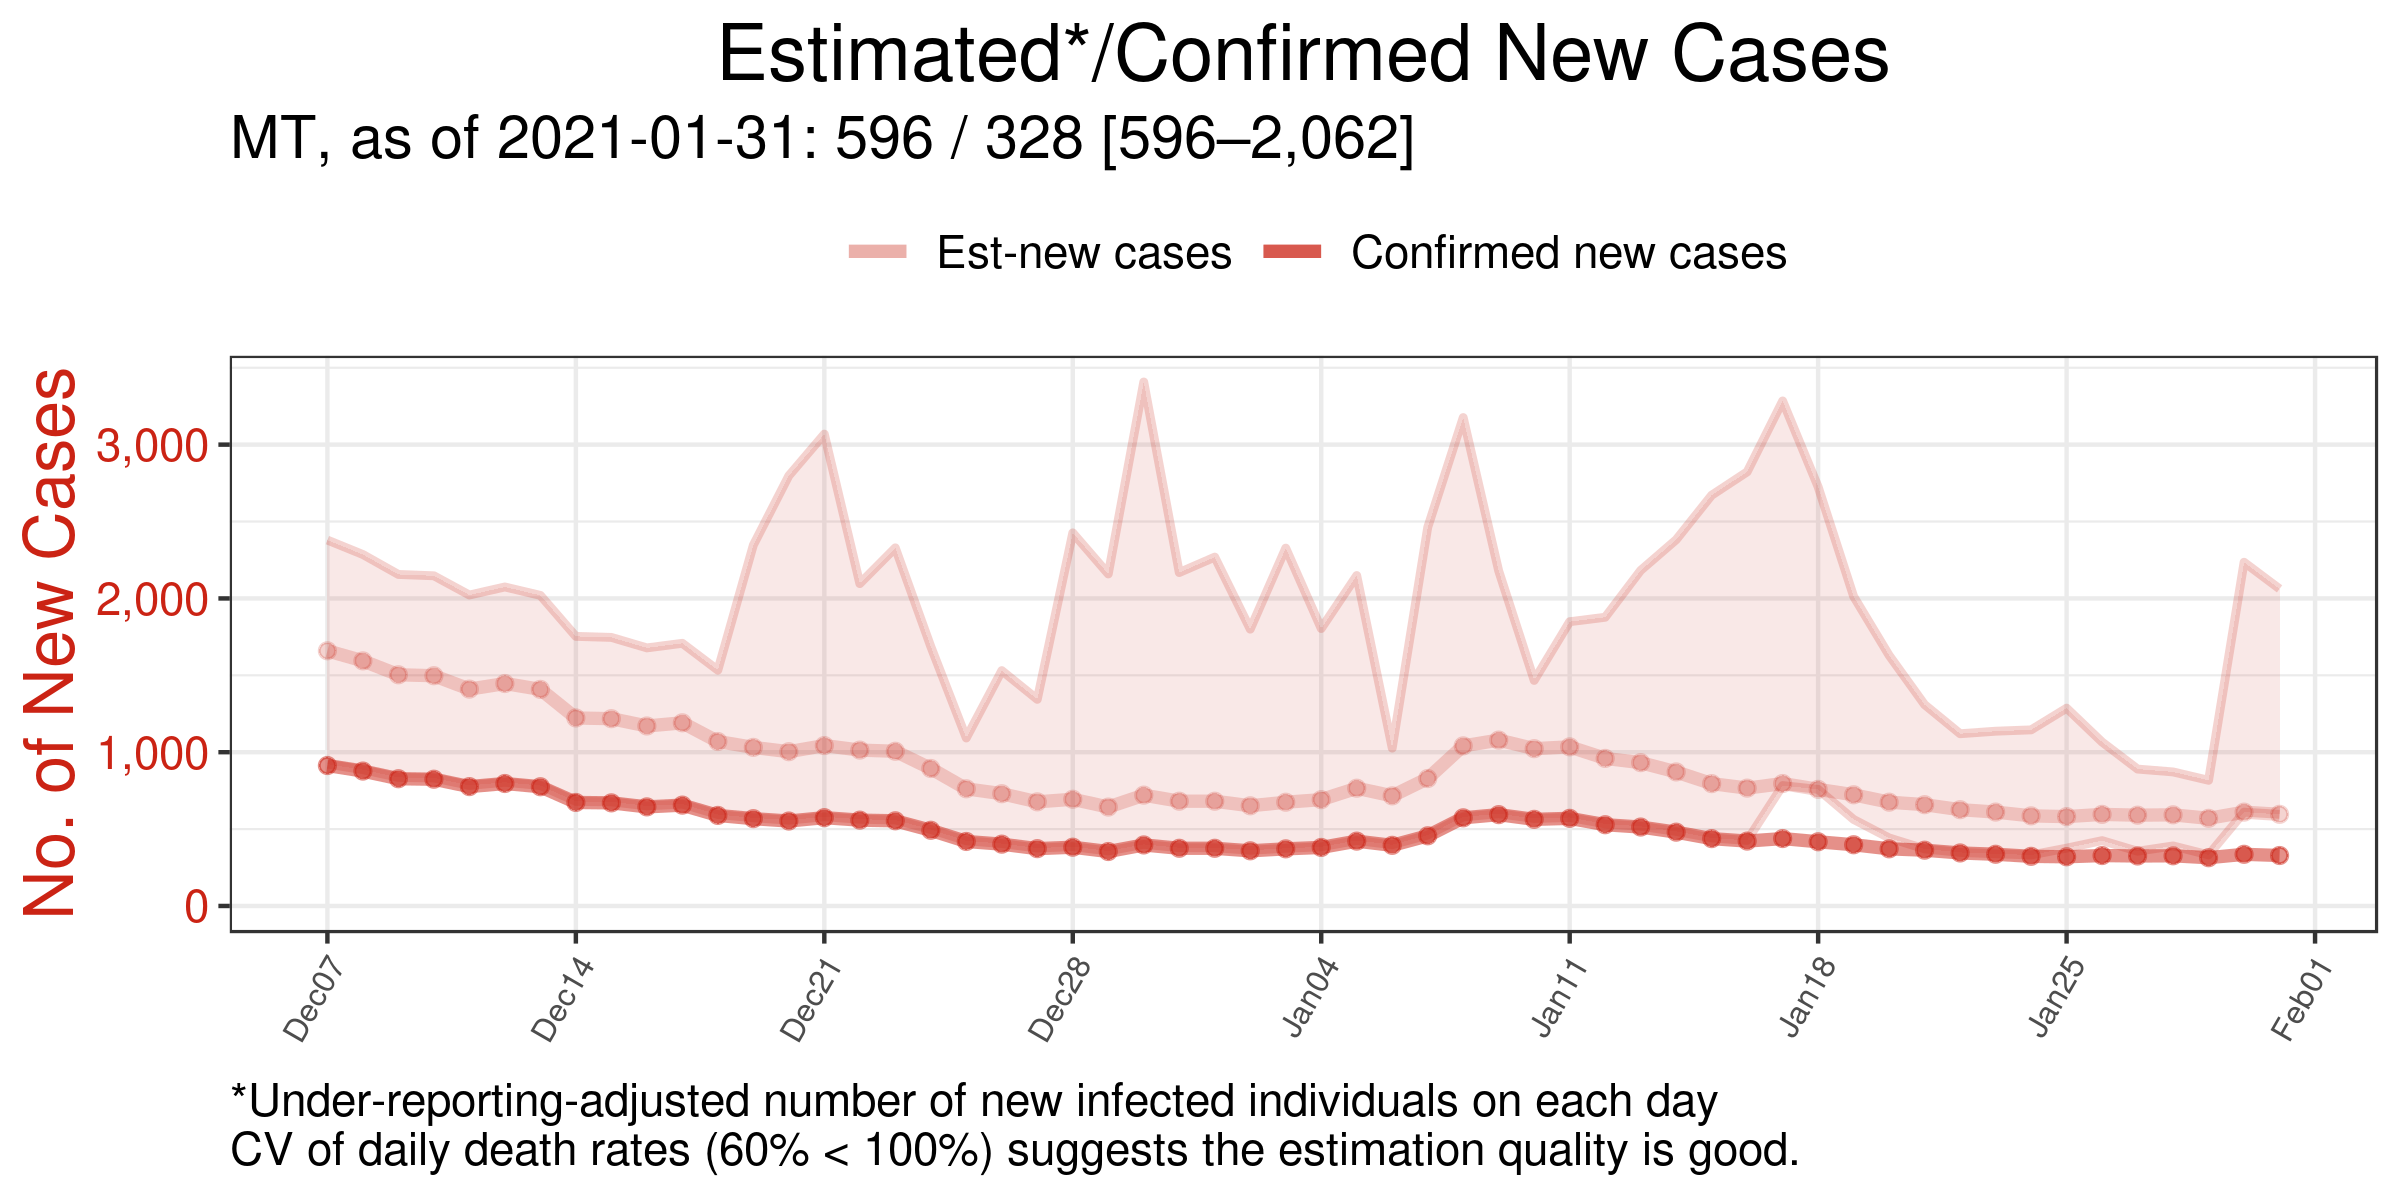 Estimated*/Confirmed New Cases
MT, as of 2021-01-31: 596 / 328 [596–2,062]
Est-new cases
Confirmed new cases
No. of New Cases
3,000
2,000
1,000
0
Dec07
Dec14
Dec21
Dec28
Jan04
Jan11
Jan18
Jan25
Feb01
*Under-reporting-adjusted number of new infected individuals on each day
CV of daily death rates (60% < 100%) suggests the estimation quality is good.